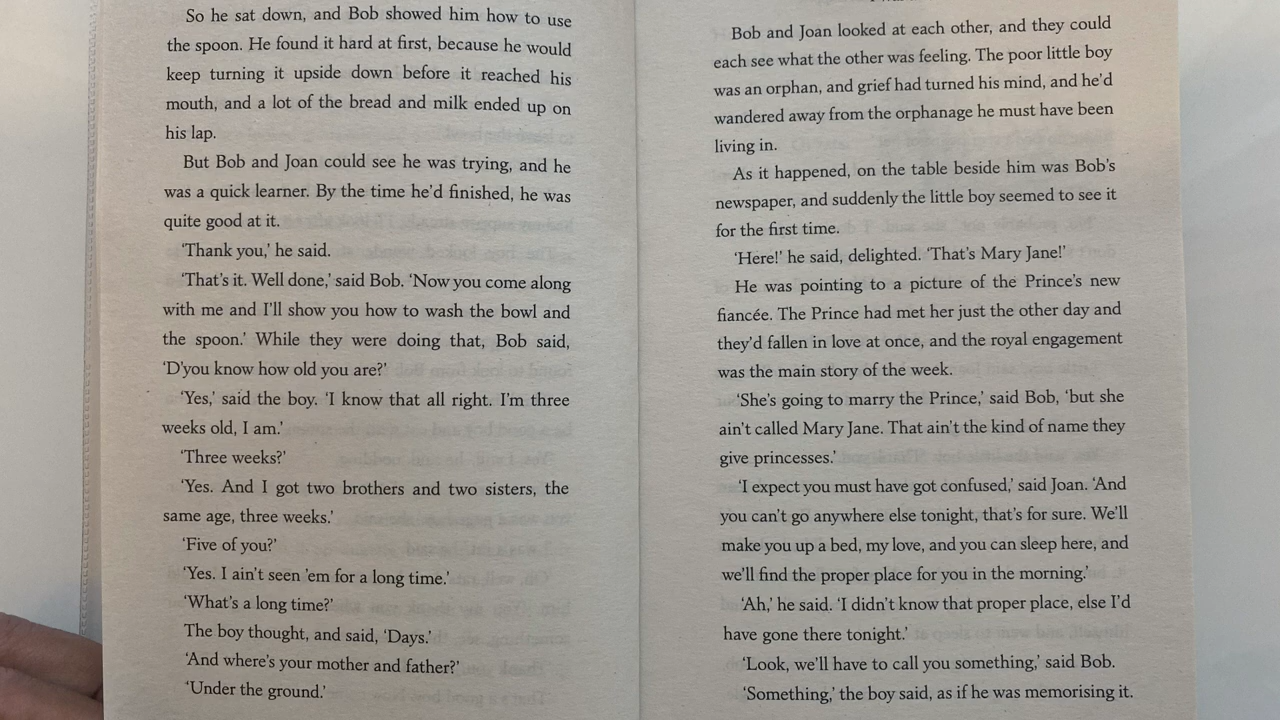 So he sat down, and Bob showed him how to use
the spoon. He found it hard at first, because he would
keep turning it upside down before it reached his
mouth, and a lot of the bread and milk ended up on
his lap.
But Bob and Joan could see he was trying, and he
was a quick learner. By the time he’d finished, he was
quite good at it.
‘Thank you,’ he said.
‘That’s it. Well done,’ said Bob. ‘Now you come along
with me and I’ll show you how to wash the bowl and
the spoon.’ While they were doing that, Bob said,
‘D’you know how old you are?’
‘Yes,’ said the boy. ‘I know that all right. I’m three
weeks old, I am.’
‘Three weeks?’
‘Yes. And I got two brothers and two sisters, the
same age, three weeks.’
‘Five of you?’
‘Yes. I ain’t seen ’em for a long time.’
‘What’s a long time?’
The boy thought, and said, ‘Days.’
‘And where’s your mother and father?’
‘Under the ground.’
Bob and Joan looked at each other, and they could
each see what the other was feeling. The poor little boy
was an orphan, and grief had turned his mind, and he’d
wandered away from the orphanage he must have been
living in.
As it happened, on the table beside him was Bob’s
newspaper, and suddenly the little boy seemed to see it
for the first time.
‘Here!’ he said, delighted. ‘That’s Mary Jane!’
He was pointing to a picture of the Prince’s new
fiancée. The Prince had met her just the other day and
they’d fallen in love at once, and the royal engagement
was the main story of the week.
‘She’s going to marry the Prince,’ said Bob, ‘but she
ain’t called Mary Jane. That ain’t the kind of name they
give princesses.’
‘I expect you must have got confused,’ said Joan. ‘And
you can’t go anywhere else tonight, that’s for sure. We’ll
make you up a bed, my love, and you can sleep here, and
we’ll find the proper place for you in the morning.’
‘Ah,’ he said. ‘I didn’t know that proper place, else I’d
have gone there tonight.’
‘Look, we’ll have to call you something,’ said Bob.
‘Something,’ the boy said, as if he was memorising it.